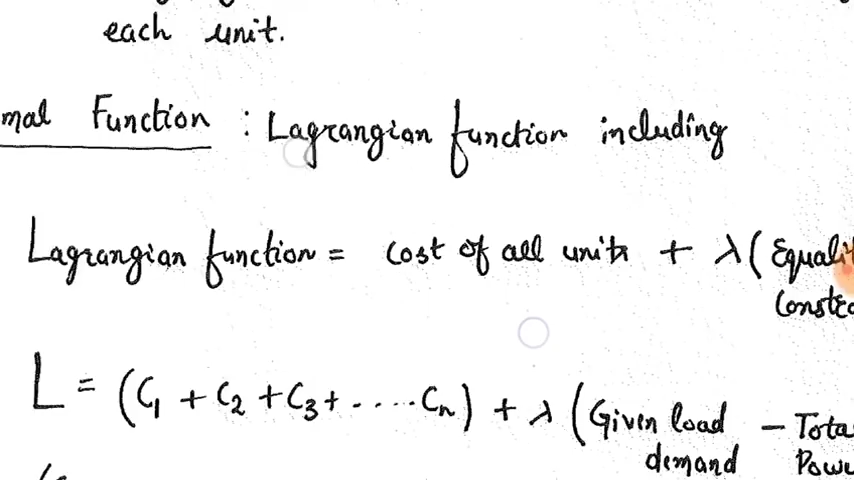 each unit.
mal Function : Lagrangian function including
Lagrangian function = cost of all units + λ ( Equali
Const
L = (C₁ + C₂ + C₃ + ..... Cₙ) + λ ( Given load - Tota
demand Powe